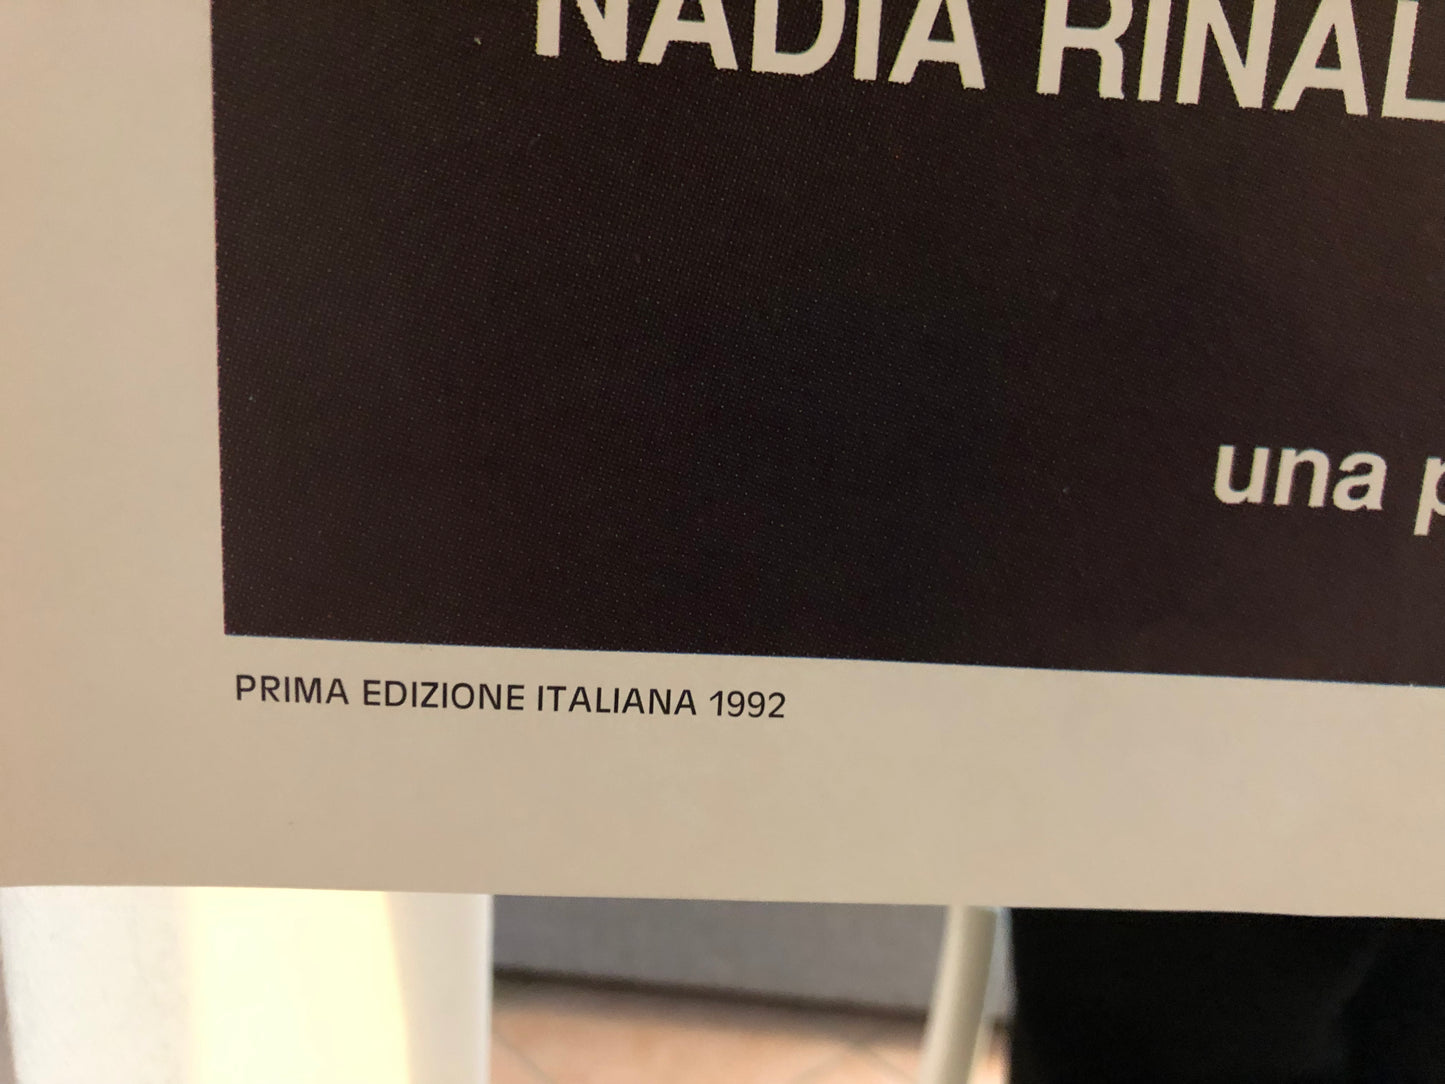 NADIA RINAL
una p
PRIMA EDIZIONE ITALIANA 1992